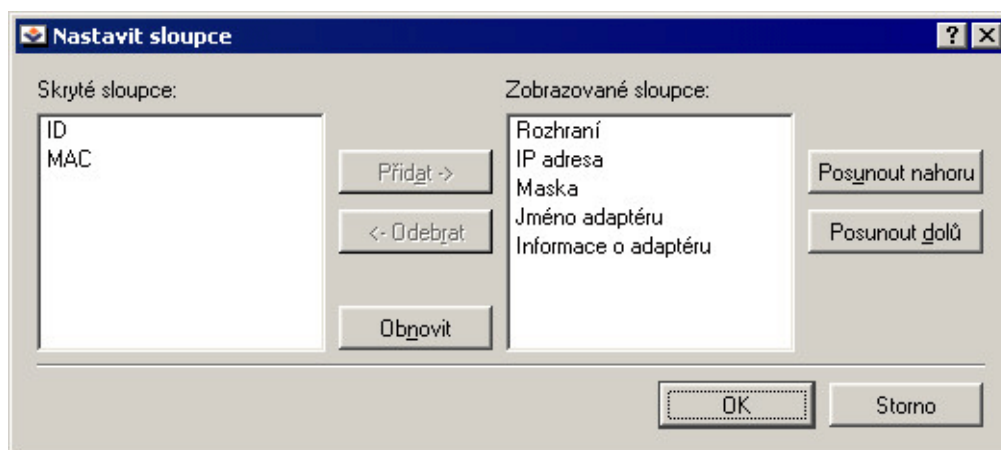 Nastavit sloupce
Skryté sloupce:
ID
MAC
Přidat ->
<- Odebrat
Obnovit
Zobrazované sloupce:
Rozhraní
IP adresa
Maska
Jméno adaptéru
Informace o adaptéru
Posunout nahoru
Posunout dolů
OK
Storno